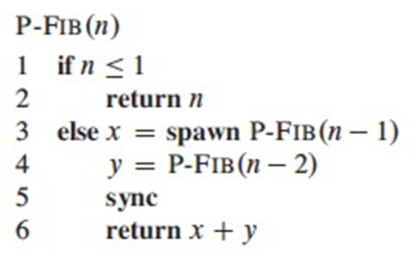 P-FIB(n)
1 if n ≤ 1
2 return n
3 else x = spawn P-FIB(n − 1)
4 y = P-FIB(n − 2)
5 sync
6 return x + y